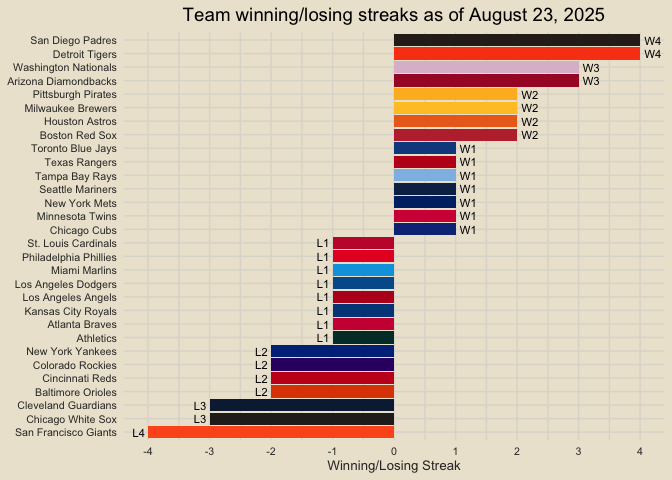 Team winning/losing streaks as of August 23, 2025
San Diego Padres W4
Detroit Tigers W4
Washington Nationals W3
Arizona Diamondbacks W3
Pittsburgh Pirates W2
Milwaukee Brewers W2
Houston Astros W2
Boston Red Sox W2
Toronto Blue Jays W1
Texas Rangers W1
Tampa Bay Rays W1
Seattle Mariners W1
New York Mets W1
Minnesota Twins W1
Chicago Cubs W1
St. Louis Cardinals L1
Philadelphia Phillies L1
Miami Marlins L1
Los Angeles Dodgers L1
Los Angeles Angels L1
Kansas City Royals L1
Atlanta Braves L1
Athletics L1
New York Yankees L2
Colorado Rockies L2
Cincinnati Reds L2
Baltimore Orioles L2
Cleveland Guardians L3
Chicago White Sox L3
San Francisco Giants L4
-4 -3 -2 -1 0 1 2 3 4
Winning/Losing Streak